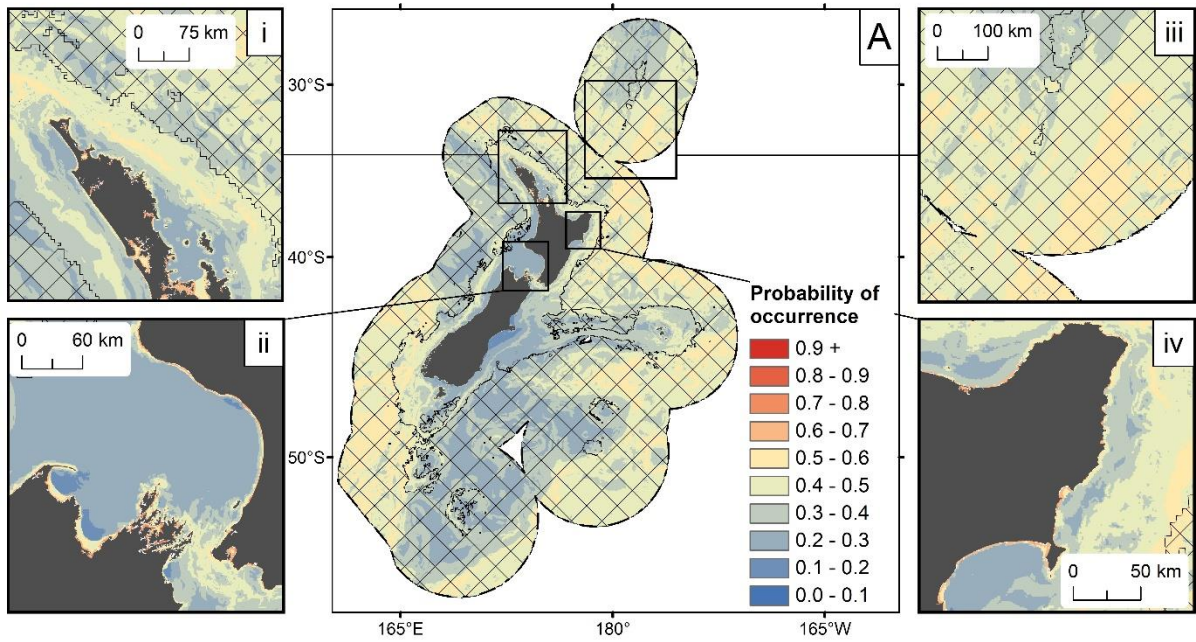 0 75 km
i
A
0 100 km
iii
30°S
40°S
50°S
0 60 km
ii
Probability of
occurrence
0.9 +
0.8 - 0.9
0.7 - 0.8
0.6 - 0.7
0.5 - 0.6
0.4 - 0.5
0.3 - 0.4
0.2 - 0.3
0.1 - 0.2
0.0 - 0.1
iv
0 50 km
165°E 180° 165°W